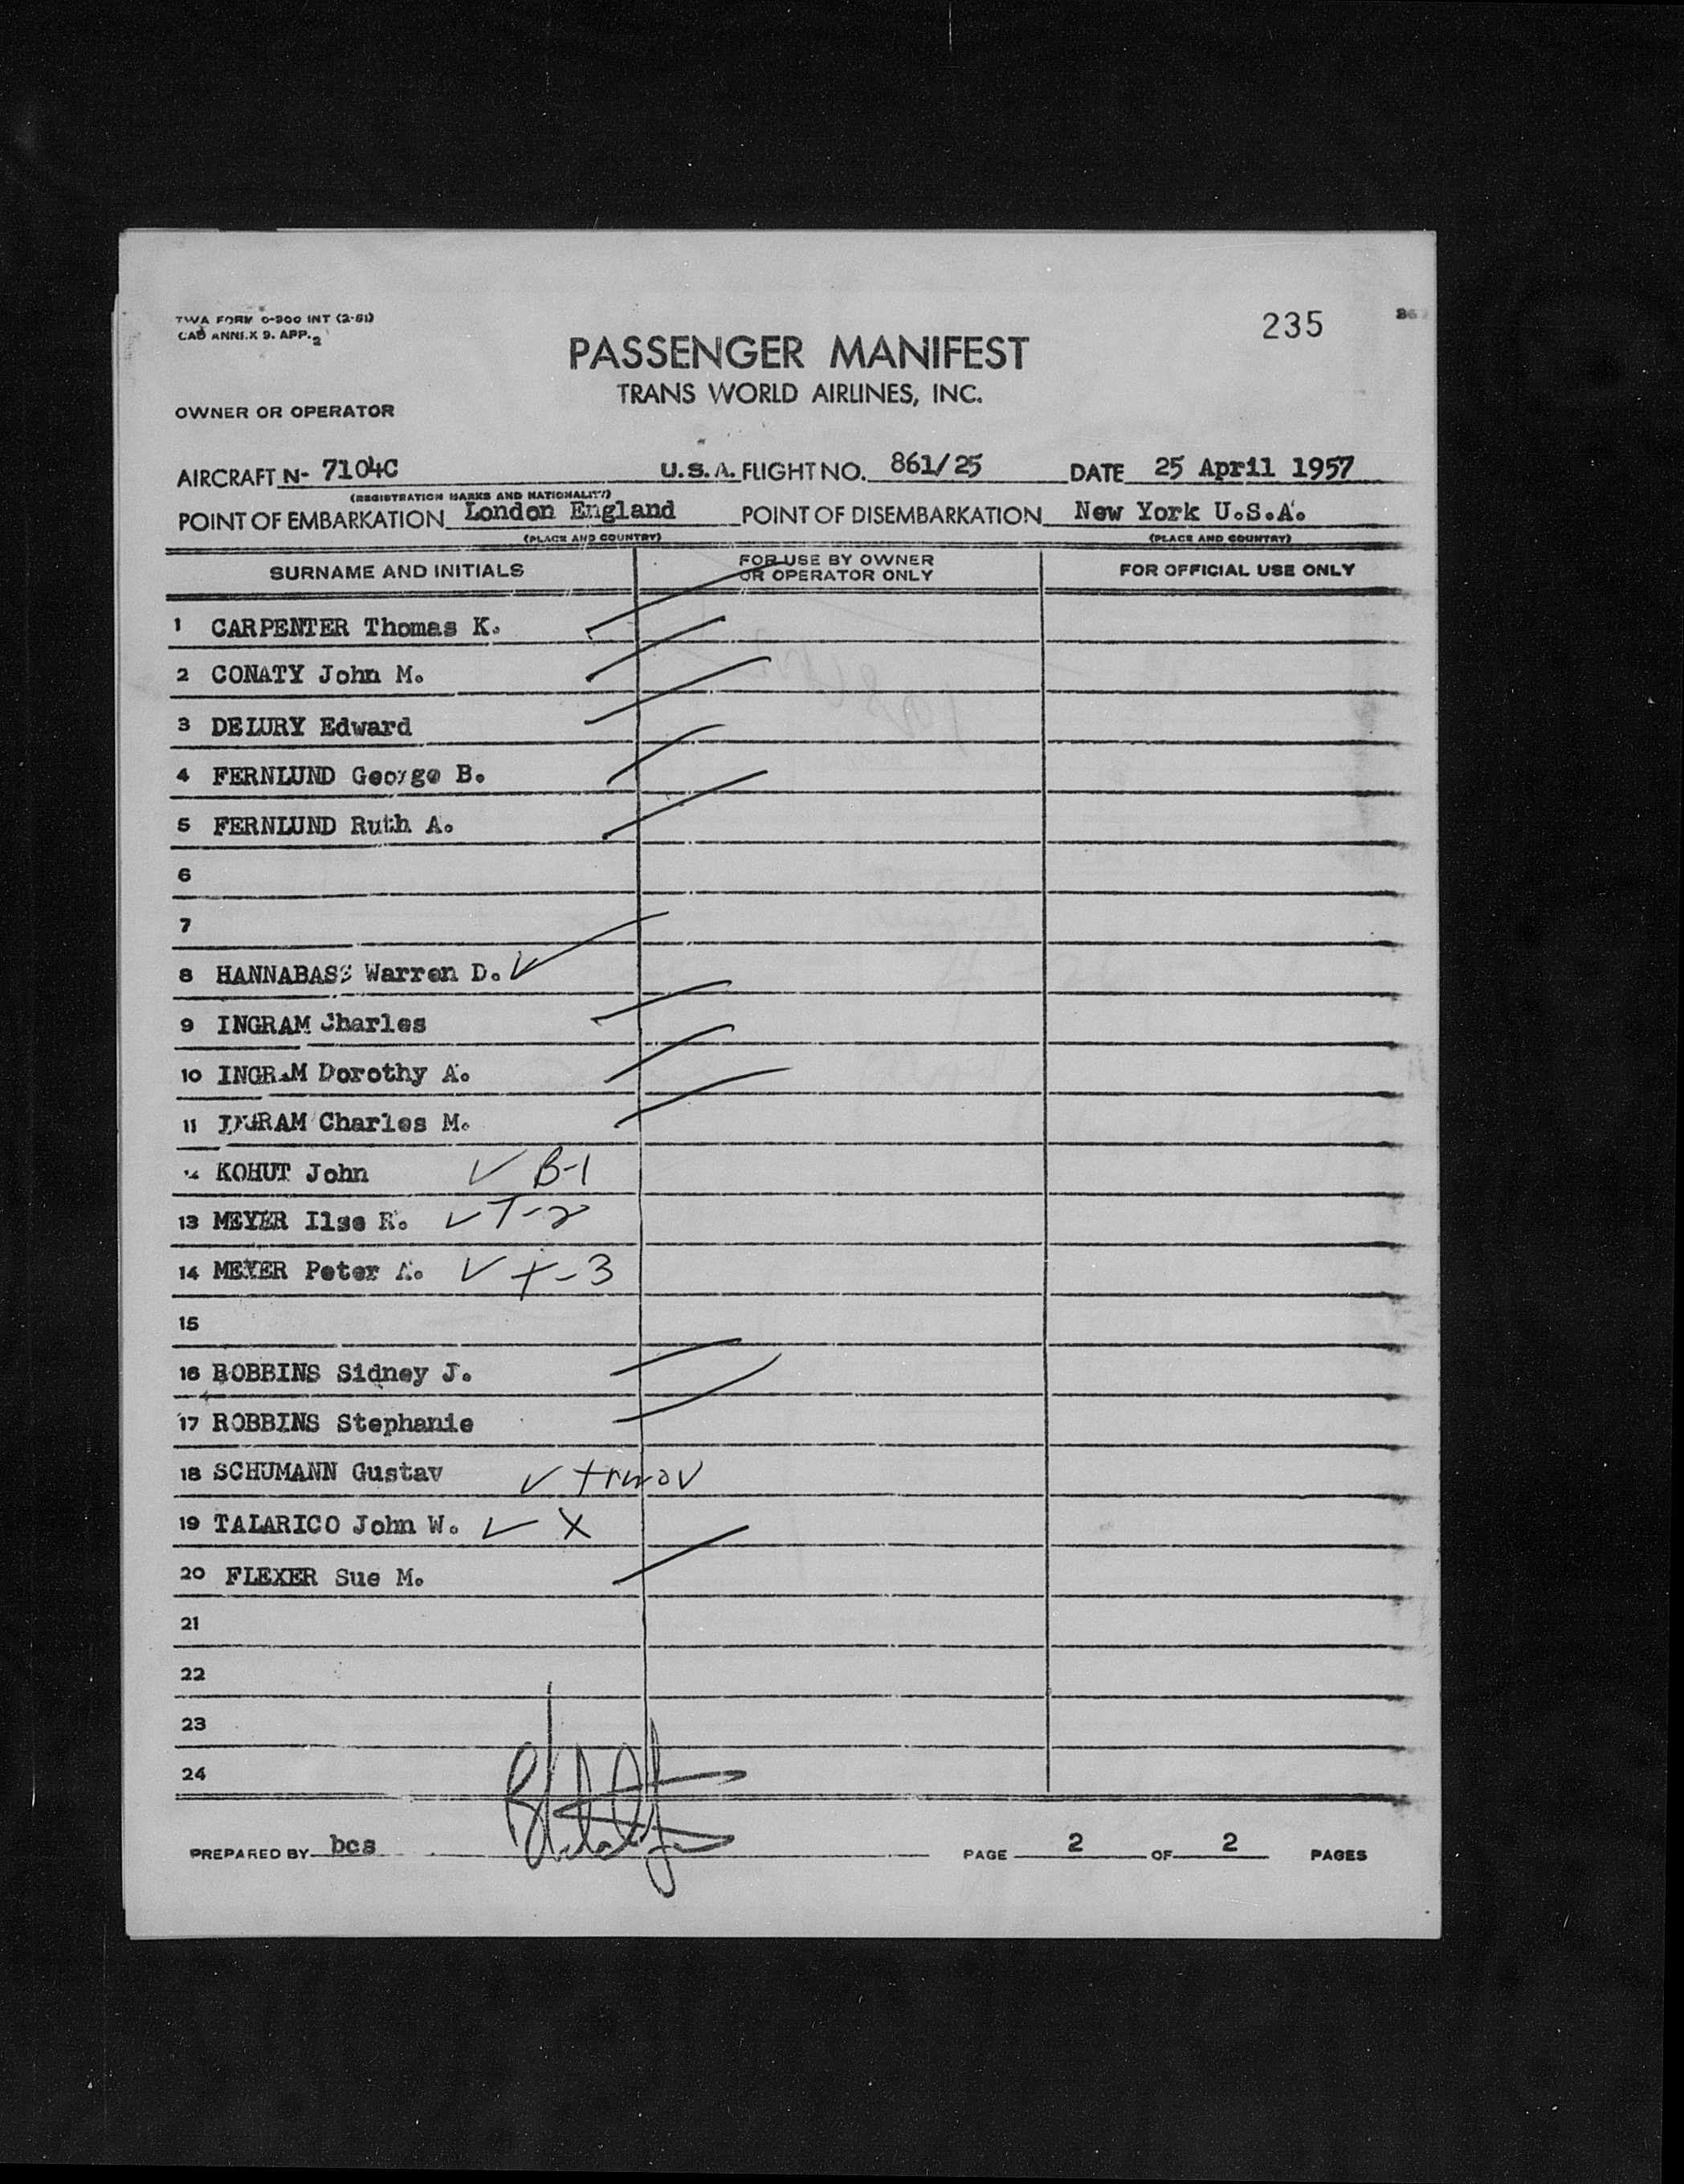 TWA FORM O-900 INT (2-51)
CAB ANNEX 9. APP. 2
235
PASSENGER MANIFEST
TRANS WORLD AIRLINES, INC.
OWNER OR OPERATOR
AIRCRAFT N- 7104C U.S.A. FLIGHT NO. 861/25 DATE 25 April 1957
(REGISTRATION MARKS AND NATIONALITY)
POINT OF EMBARKATION London England POINT OF DISEMBARKATION New York U.S.A.
(PLACE AND COUNTRY) (PLACE AND COUNTRY)
SURNAME AND INITIALS FOR USE BY OWNER OR OPERATOR ONLY FOR OFFICIAL USE ONLY
1 CARPENTER Thomas K.
2 CONATY John M.
3 DELURY Edward
4 FERNLUND George B.
5 FERNLUND Ruth A.
6
7
8 HANNABASS Warren D. ✓
9 INGRAM Charles
10 INGRAM Dorothy A.
11 INGRAM Charles M.
12 KOHUT John ✓ B-1
13 MEYER Ilse R. ✓ T-2
14 MEYER Peter A. ✓ T-3
15
16 ROBBINS Sidney J.
17 ROBBINS Stephanie
18 SCHUMANN Gustav ✓
19 TALARICO John W. ✓ X
20 FLEXER Sue M.
21
22
23
24
PREPARED BY bcs PAGE 2 OF 2 PAGES